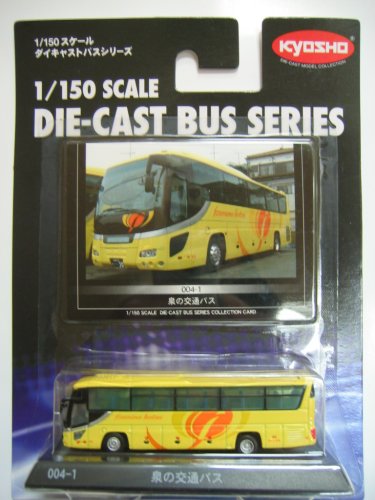 1/150スケール
ダイキャストバスシリーズ
KYOSHO
DIE-CAST MODEL COLLECTION
1/150 SCALE
DIE-CAST BUS SERIES
004-1
泉の交通バス
1/150 SCALE DIE-CAST BUS SERIES COLLECTION CARD
004-1
泉の交通バス